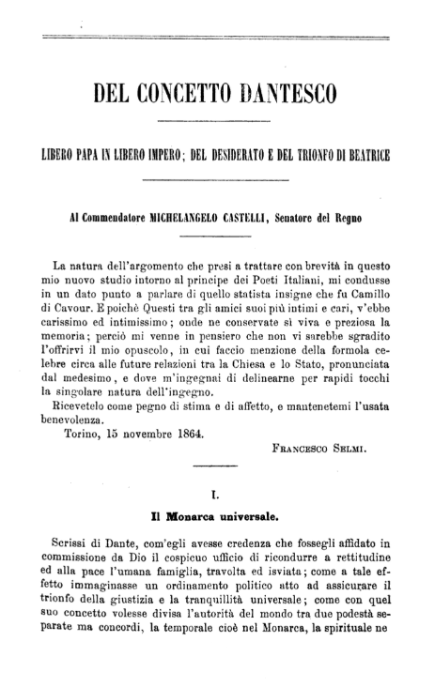 DEL CONCETTO DANTESCO
LIBERO PAPA IN LIBERO IMPERO; DEL DESIDERATO E DEL TRIONFO DI BEATRICE
Al Commendatore MICHELANGELO CASTELLI, Senatore del Regno
La natura dell'argomento che presi a trattare con brevità in questo
mio nuovo studio intorno al principe dei Poeti Italiani, mi condusse
in un dato punto a parlare di quello statista insigne che fu Camillo
di Cavour. E poichè Questi tra gli amici suoi più intimi e cari, v'ebbe
carissimo ed intimissimo; onde ne conservate sì viva e preziosa la
memoria; perciò mi venne in pensiero che non vi sarebbe sgradito
l'offrirvi il mio opuscolo, in cui faccio menzione della formola ce-
lebre circa alle future relazioni tra la Chiesa e lo Stato, pronunciata
dal medesimo, e dove m'ingegnai di delinearne per rapidi tocchi
la singolare natura dell'ingegno.
Ricevetelo come pegno di stima e di affetto, e mantenetemi l'usata
benevolenza.
Torino, 15 novembre 1864.
FRANCESCO SELMI.
I.
Il Monarca universale.
Scrissi di Dante, com'egli avesse credenza che fossegli affidato in
commissione da Dio il cospicuo ufficio di ricondurre a rettitudine
ed alla pace l'umana famiglia, travolta ed isviata; come a tale ef-
fetto immaginasse un ordinamento politico atto ad assicurare il
trionfo della giustizia e la tranquillità universale; come con quel
suo concetto volesse divisa l'autorità del mondo tra due podestà se-
parate ma concordi, la temporale cioè nel Monarca, la spirituale ne